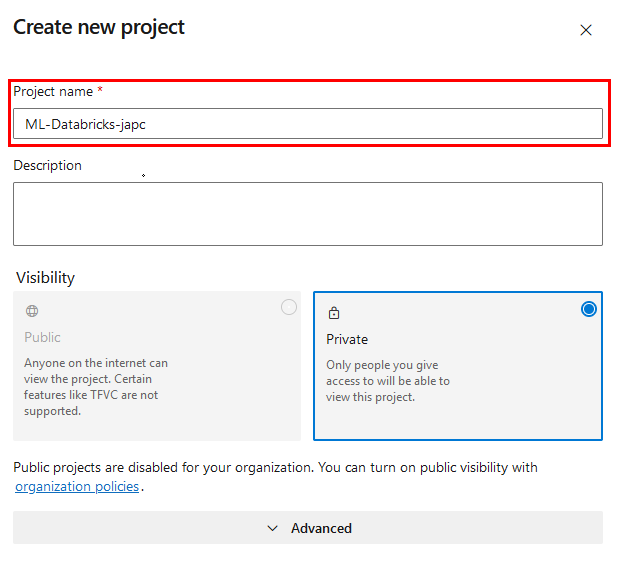 Create new project
Project name *
ML-Databricks-japc
Description
Visibility
Public
Anyone on the internet can
view the project. Certain
features like TFVC are not
supported.
Private
Only people you give
access to will be able to
view this project.
Public projects are disabled for your organization. You can turn on public visibility with
organization policies.
Advanced